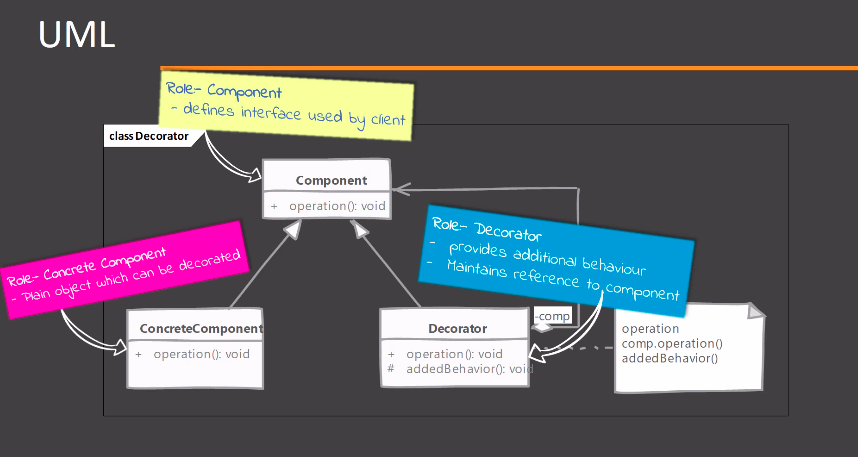 UML
Role:- Component
- defines interface used by client
class Decorator
Component
+ operation(): void
Role:- Concrete Component
- Plain object which can be decorated
Role:- Decorator
- provides additional behaviour
- Maintains reference to component
ConcreteComponent
+ operation(): void
Decorator
+ operation(): void
# addedBehavior(): void
-comp
operation
comp.operation()
addedBehavior()